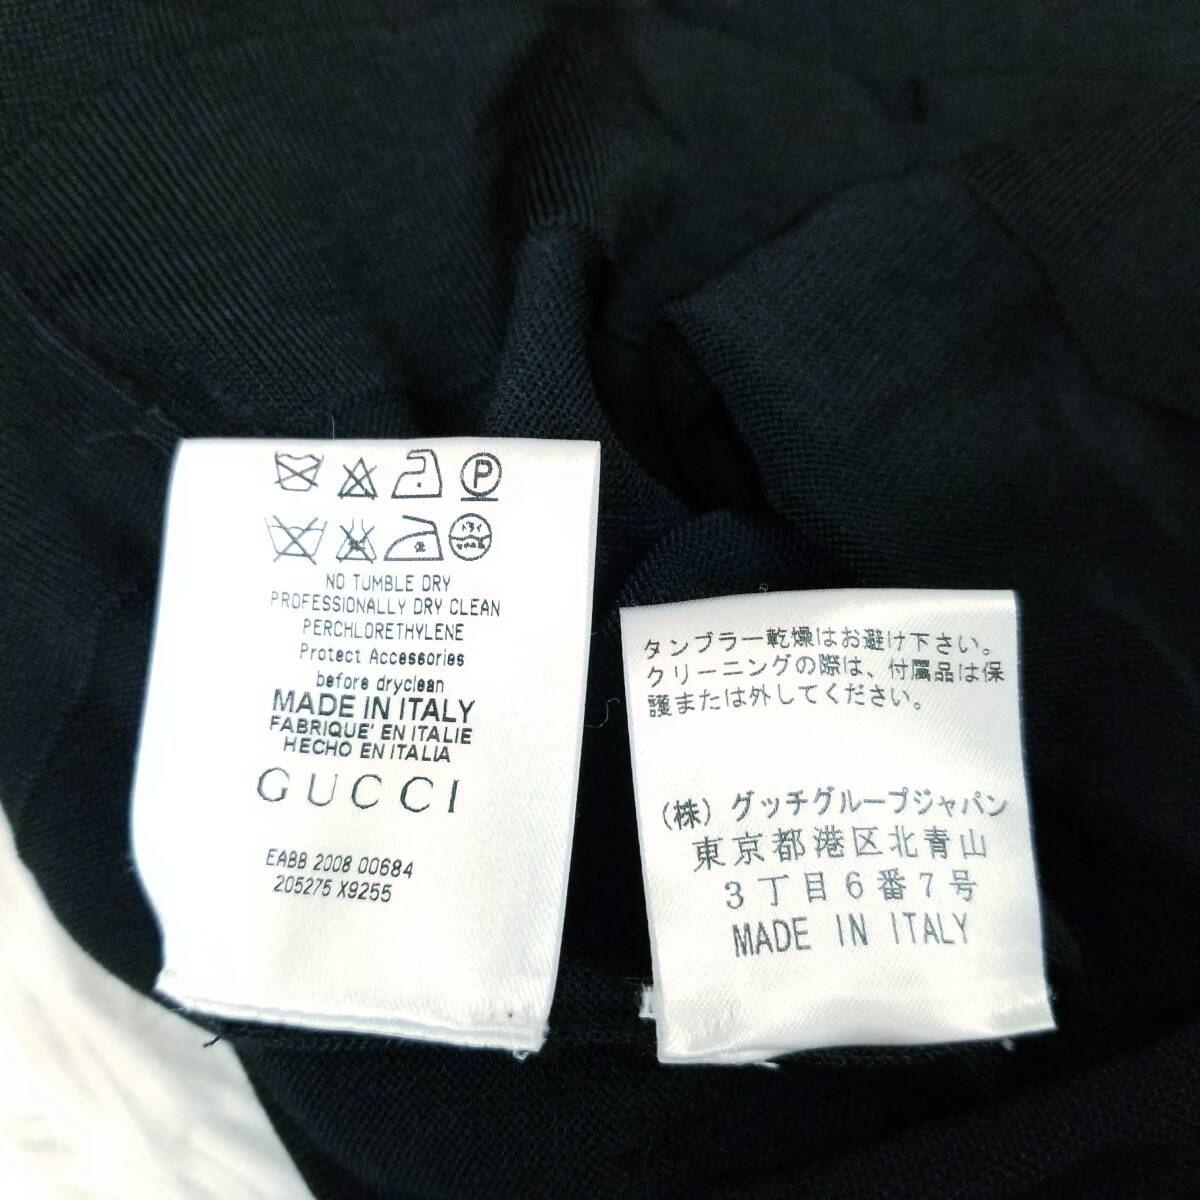 P
ドライ
NO TUMBLE DRY
PROFESSIONALLY DRY CLEAN
PERCHLORETHYLENE
Protect Accessories
before dryclean
MADE IN ITALY
FABRIQUE' EN ITALIE
HECHO EN ITALIA
GUCCI
EABB 2008 00684
205275 X9255
タンブラー乾燥はお避け下さい。
クリーニングの際は、付属品は保
護または外してください。
(株) グッチグループジャパン
東京都港区北青山
3丁目6番7号
MADE IN ITALY